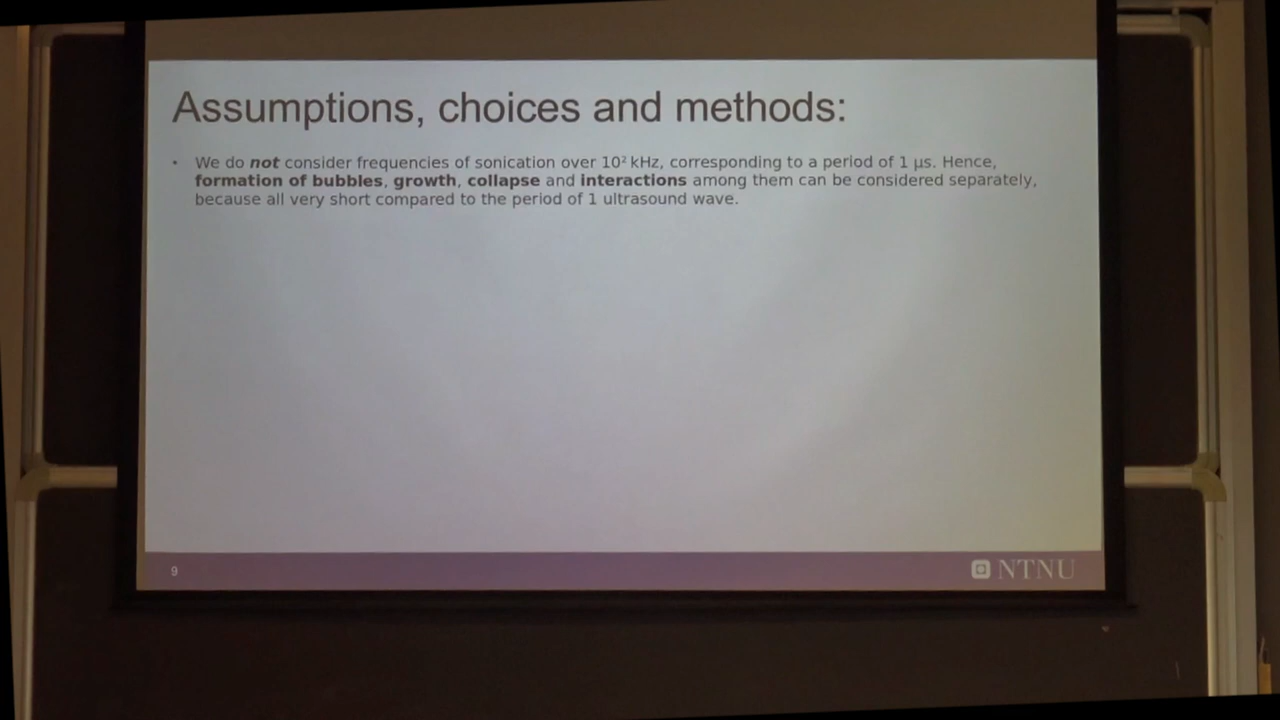 Assumptions, choices and methods:
• We do not consider frequencies of sonication over 10² kHz, corresponding to a period of 1 µs. Hence,
formation of bubbles, growth, collapse and interactions among them can be considered separately,
because all very short compared to the period of 1 ultrasound wave.
9
NTNU